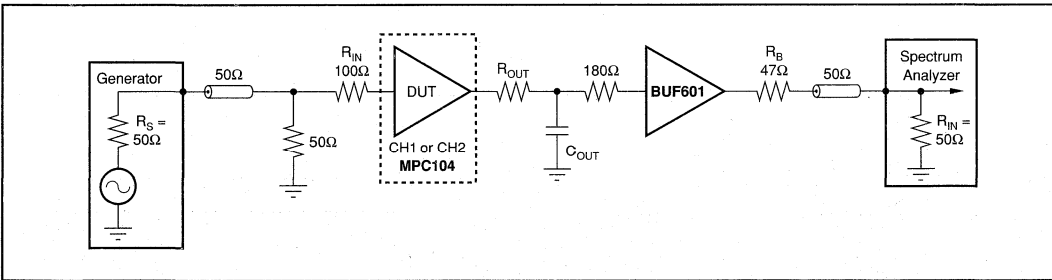 Generator
R_S =
50Ω
50Ω
50Ω
R_IN
100Ω
DUT
CH1 or CH2
MPC104
R_OUT
C_OUT
180Ω
BUF601
R_B
47Ω
50Ω
Spectrum
Analyzer
R_IN =
50Ω